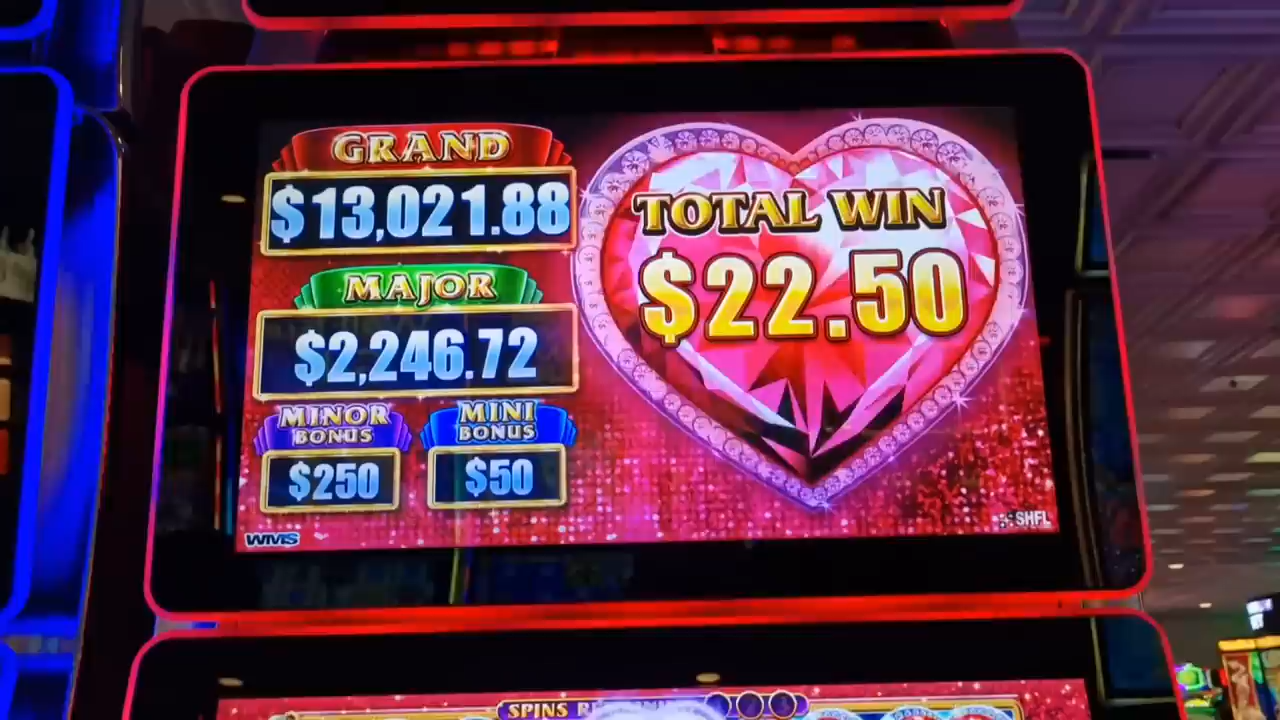 GRAND
$13,021.88
MAJOR
$2,246.72
MINOR
BONUS
$250
MINI
BONUS
$50
TOTAL WIN
$22.50
WMS
SHFL
SPINS